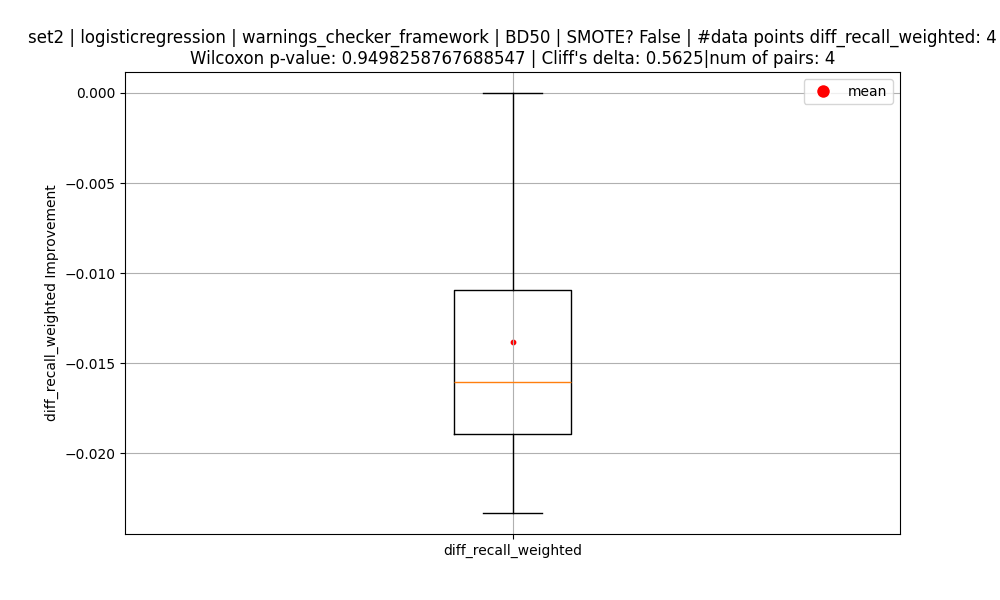 set2 | logisticregression | warnings_checker_framework | BD50 | SMOTE? False | #data points diff_recall_weighted: 4
Wilcoxon p-value: 0.9498258767688547 | Cliff's delta: 0.5625|num of pairs: 4
mean
0.000
−0.005
−0.010
−0.015
−0.020
diff_recall_weighted Improvement
diff_recall_weighted